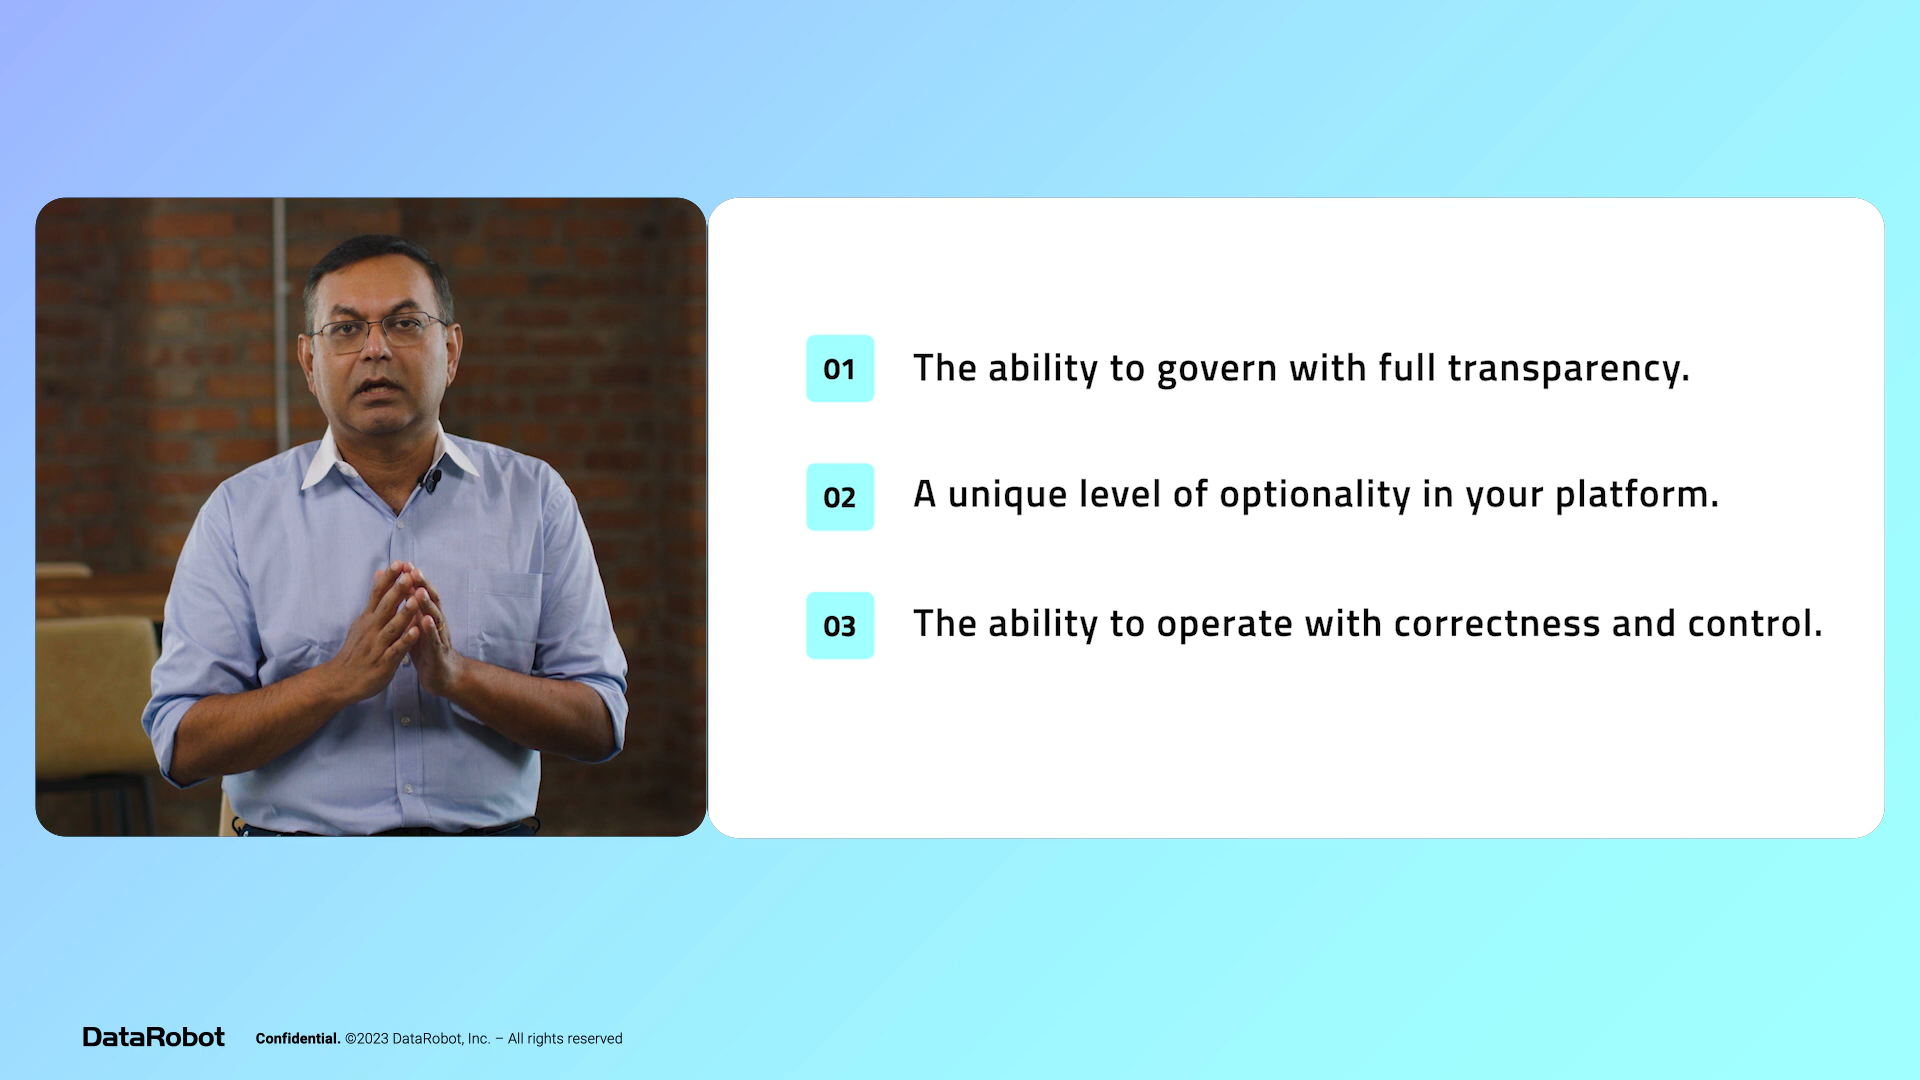 01 The ability to govern with full transparency.
02 A unique level of optionality in your platform.
03 The ability to operate with correctness and control.
DataRobot Confidential. ©2023 DataRobot, Inc. – All rights reserved